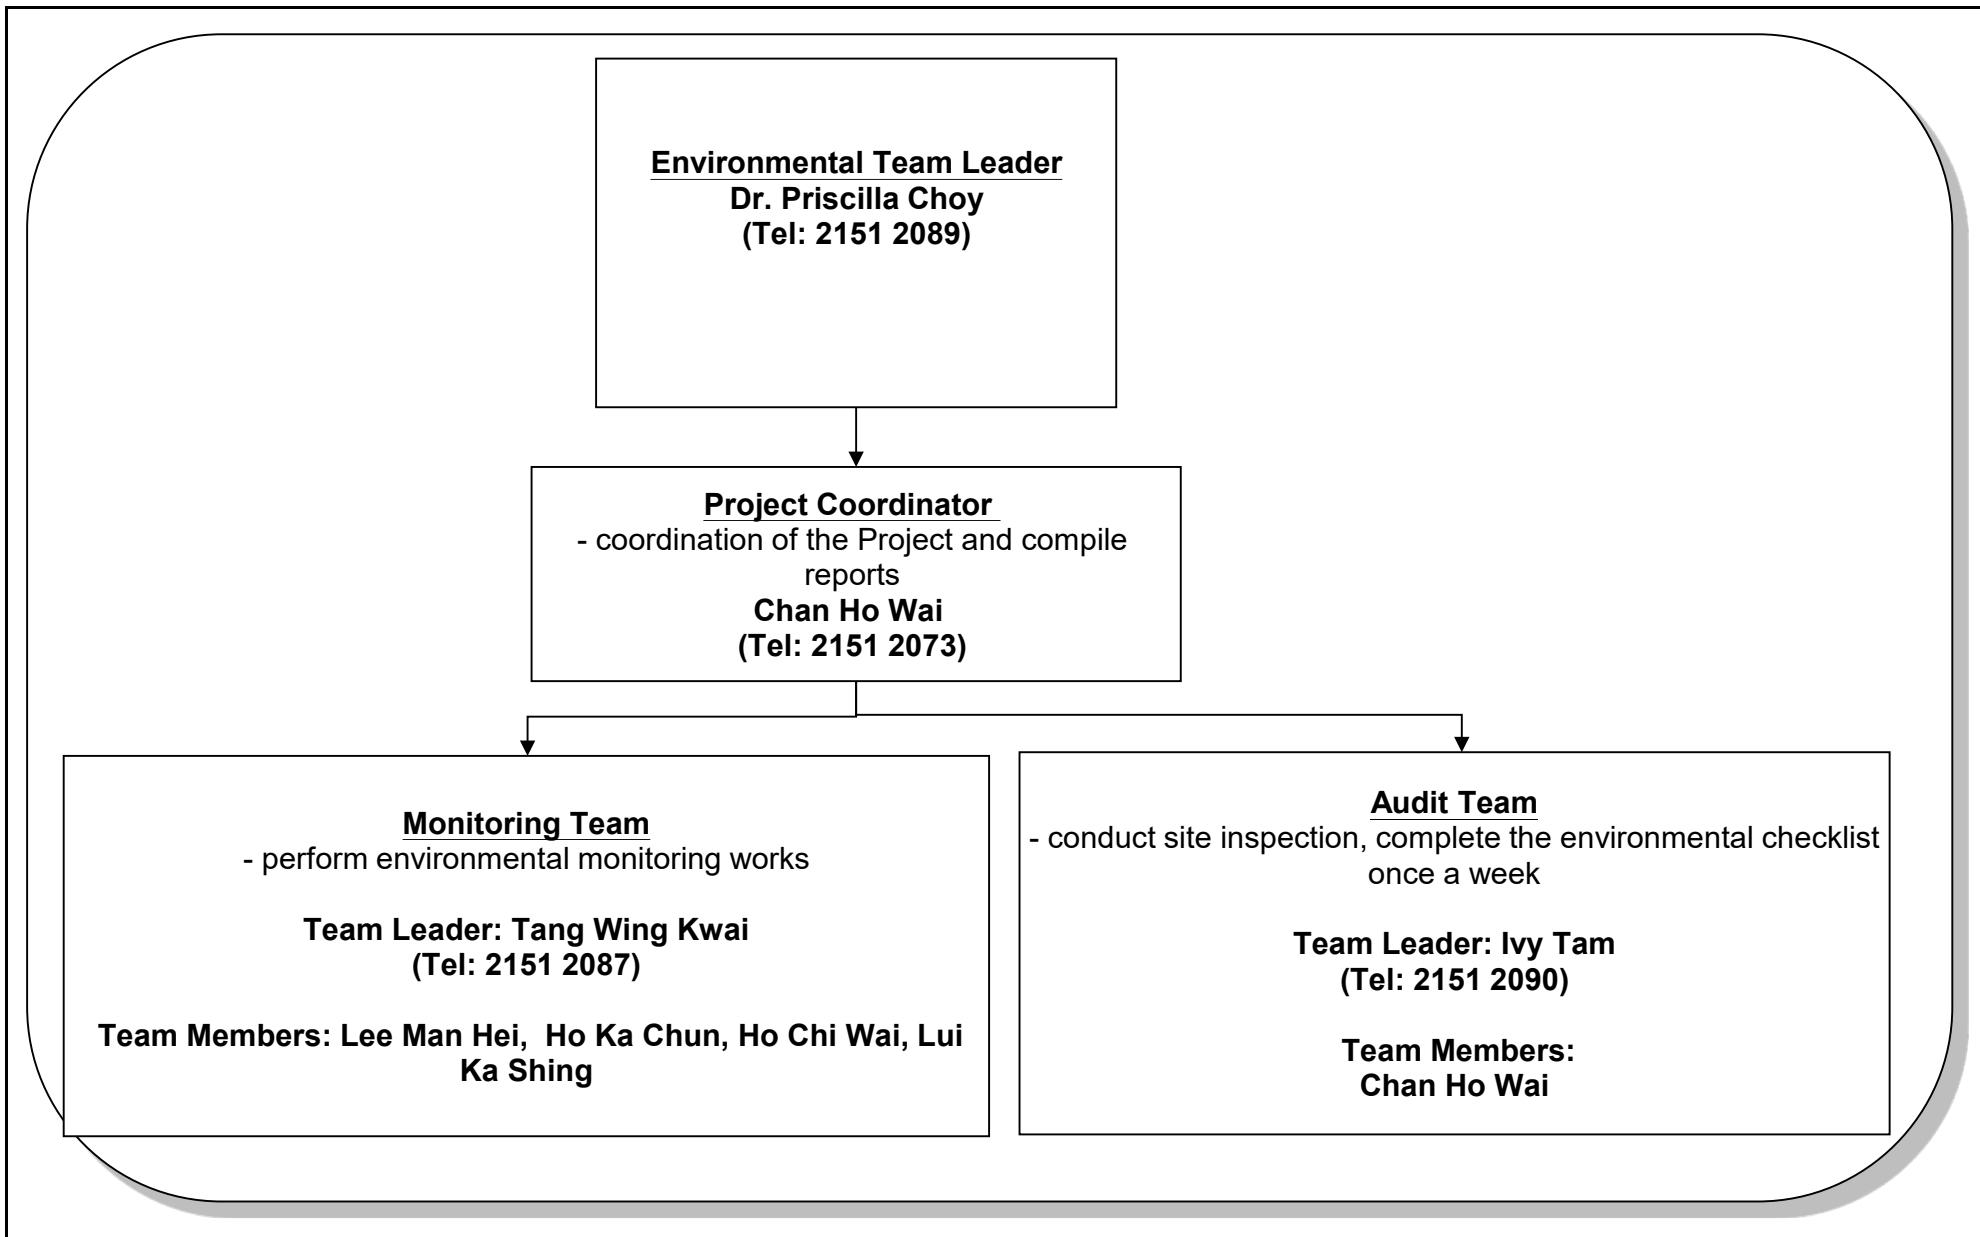 Environmental Team Leader
Dr. Priscilla Choy
(Tel: 2151 2089)
Project Coordinator
- coordination of the Project and compile
reports
Chan Ho Wai
(Tel: 2151 2073)
Monitoring Team
- perform environmental monitoring works
Team Leader: Tang Wing Kwai
(Tel: 2151 2087)
Team Members: Lee Man Hei,  Ho Ka Chun, Ho Chi Wai, Lui
Ka Shing
Audit Team
- conduct site inspection, complete the environmental checklist
once a week
Team Leader: Ivy Tam
(Tel: 2151 2090)
Team Members:
Chan Ho Wai